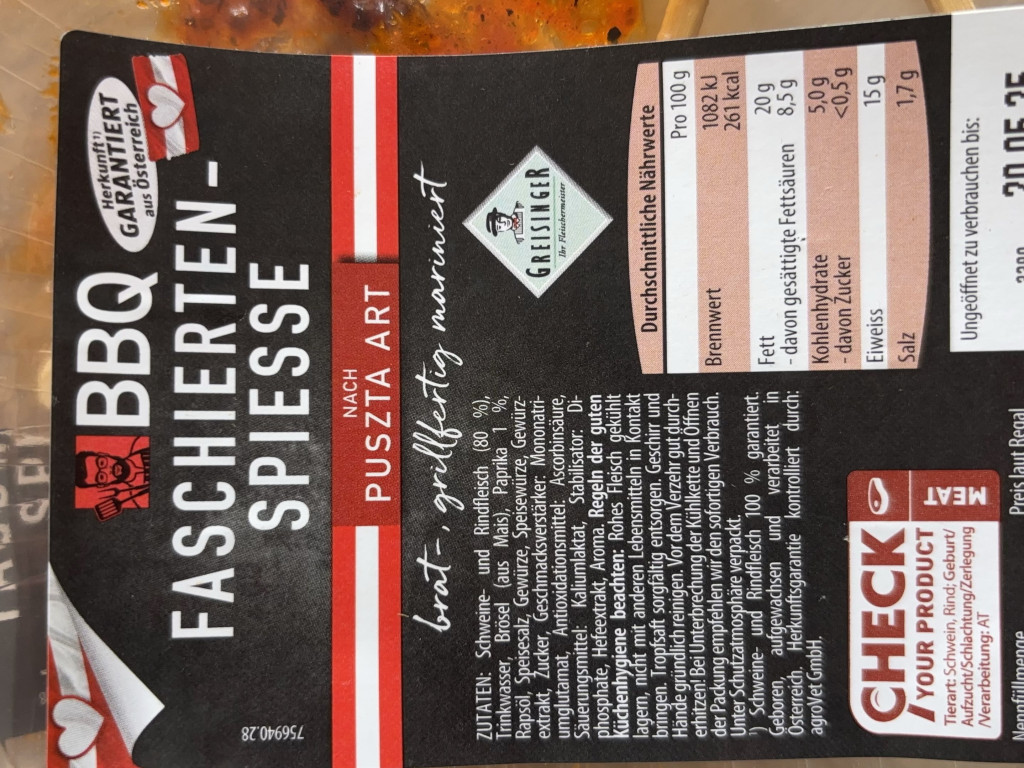 Herkunft¹⁾
GARANTIERT
aus Österreich
BBQ
FASCHIERTEN-
SPIESSE
NACH
PUSZTA ART
brat-, grillfertig mariniert
GREISINGER
Ihr Fleischermeister
756940.28
ZUTATEN: Schweine- und Rindfleisch (80 %),
Trinkwasser, Brösel (aus Mais), Paprika 1 %,
Rapsöl, Speisesalz, Gewürze, Speisewürze, Gewürz-
extrakt, Zucker, Geschmacksverstärker: Mononatri-
umglutamat, Antioxidationsmittel: Ascorbinsäure,
Säuerungsmittel: Kaliumlaktat, Stabilisator: Di-
phosphate, Hefeextrakt, Aroma. Regeln der guten
Küchenhygiene beachten: Rohes Fleisch gekühlt
lagern, nicht mit anderen Lebensmitteln in Kontakt
bringen. Tropfsaft sorgfältig entsorgen. Geschirr und
Hände gründlich reinigen. Vor dem Verzehr gut durch-
erhitzen! Bei Unterbrechung der Kühlkette und Öffnen
der Packung empfehlen wir den sofortigen Verbrauch.
Unter Schutzatmosphäre verpackt.
¹⁾ Schweine- und Rindfleisch 100 % garantiert.
Geboren, aufgewachsen und verarbeitet in
Österreich. Herkunftsgarantie kontrolliert durch:
agroVet GmbH.
Durchschnittliche Nährwerte
Pro 100 g
Brennwert 1082 kJ
261 kcal
Fett 20 g
- davon gesättigte Fettsäuren 8,5 g
Kohlenhydrate 5,0 g
- davon Zucker <0,5 g
Eiweiss 15 g
Salz 1,7 g
CHECK
YOUR PRODUCT
MEAT
Tierart: Schwein, Rind; Geburt/
Aufzucht/Schlachtung/Zerlegung
/Verarbeitung: AT
Ungeöffnet zu verbrauchen bis:
Nennfüllmenge
Preis laut Regal